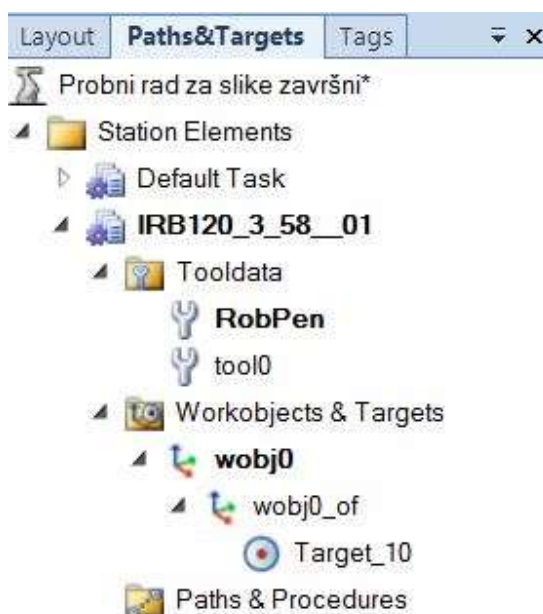 Layout Paths&Targets Tags
Probni rad za slike završni*
Station Elements
Default Task
IRB120_3_58__01
Tooldata
RobPen
tool0
Workobjects & Targets
wobj0
wobj0_of
Target_10
Paths & Procedures